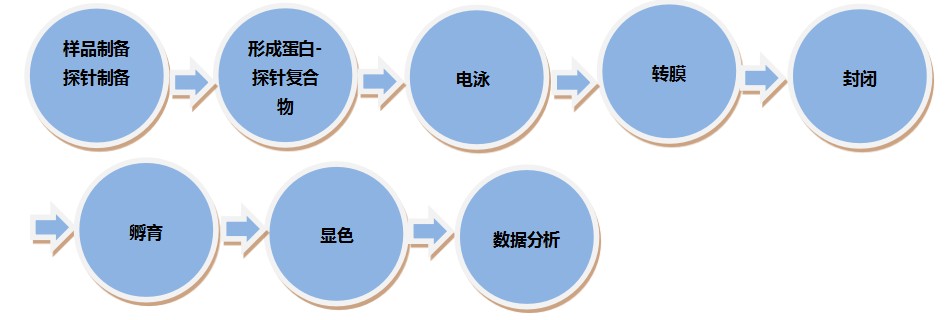 样品制备
探针制备
形成蛋白-
探针复合
物
电泳
转膜
封闭
孵育
显色
数据分析